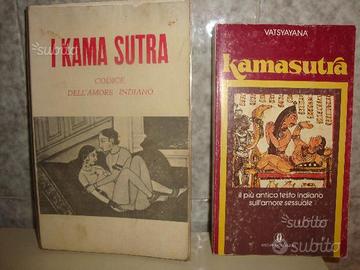 I KAMA SUTRA
CODICE
DELL'AMORE INDIANO
VATSYAYANA
kamasutra
il più antico testo indiano
sull'amore sessuale
subito
subito
subito
subito